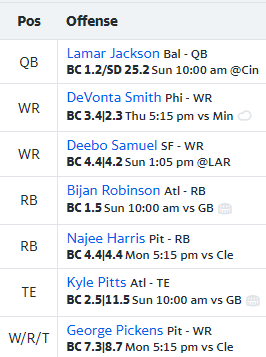 Pos Offense
QB Lamar Jackson Bal - QB
BC 1.2/SD 25.2 Sun 10:00 am @Cin
WR DeVonta Smith Phi - WR
BC 3.4|2.3 Thu 5:15 pm vs Min
WR Deebo Samuel SF - WR
BC 4.4|4.2 Sun 1:05 pm @LAR
RB Bijan Robinson Atl - RB
BC 1.5 Sun 10:00 am vs GB
RB Najee Harris Pit - RB
BC 4.4|4.4 Mon 5:15 pm vs Cle
TE Kyle Pitts Atl - TE
BC 2.5|11.5 Sun 10:00 am vs GB
W/R/T George Pickens Pit - WR
BC 7.3|8.7 Mon 5:15 pm vs Cle